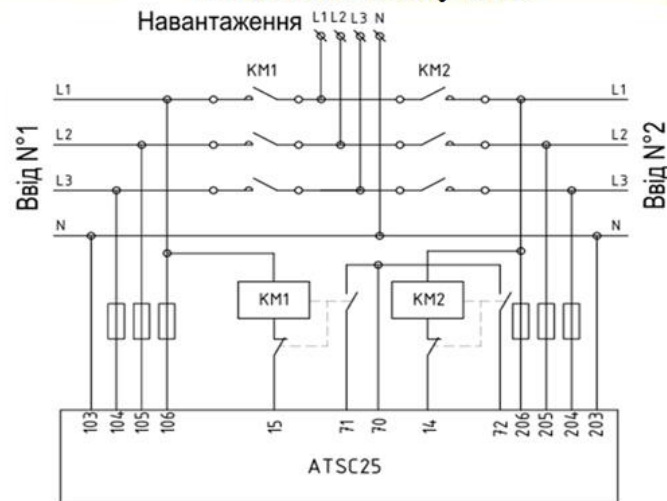 Навантаження L1 L2 L3 N
KM1 KM2
L1 L1
L2 L2
L3 L3
N N
Ввід N°1
Ввід N°2
KM1 KM2
103 104 105 106 15 71 70 14 72 206 205 204 203
ATSC25